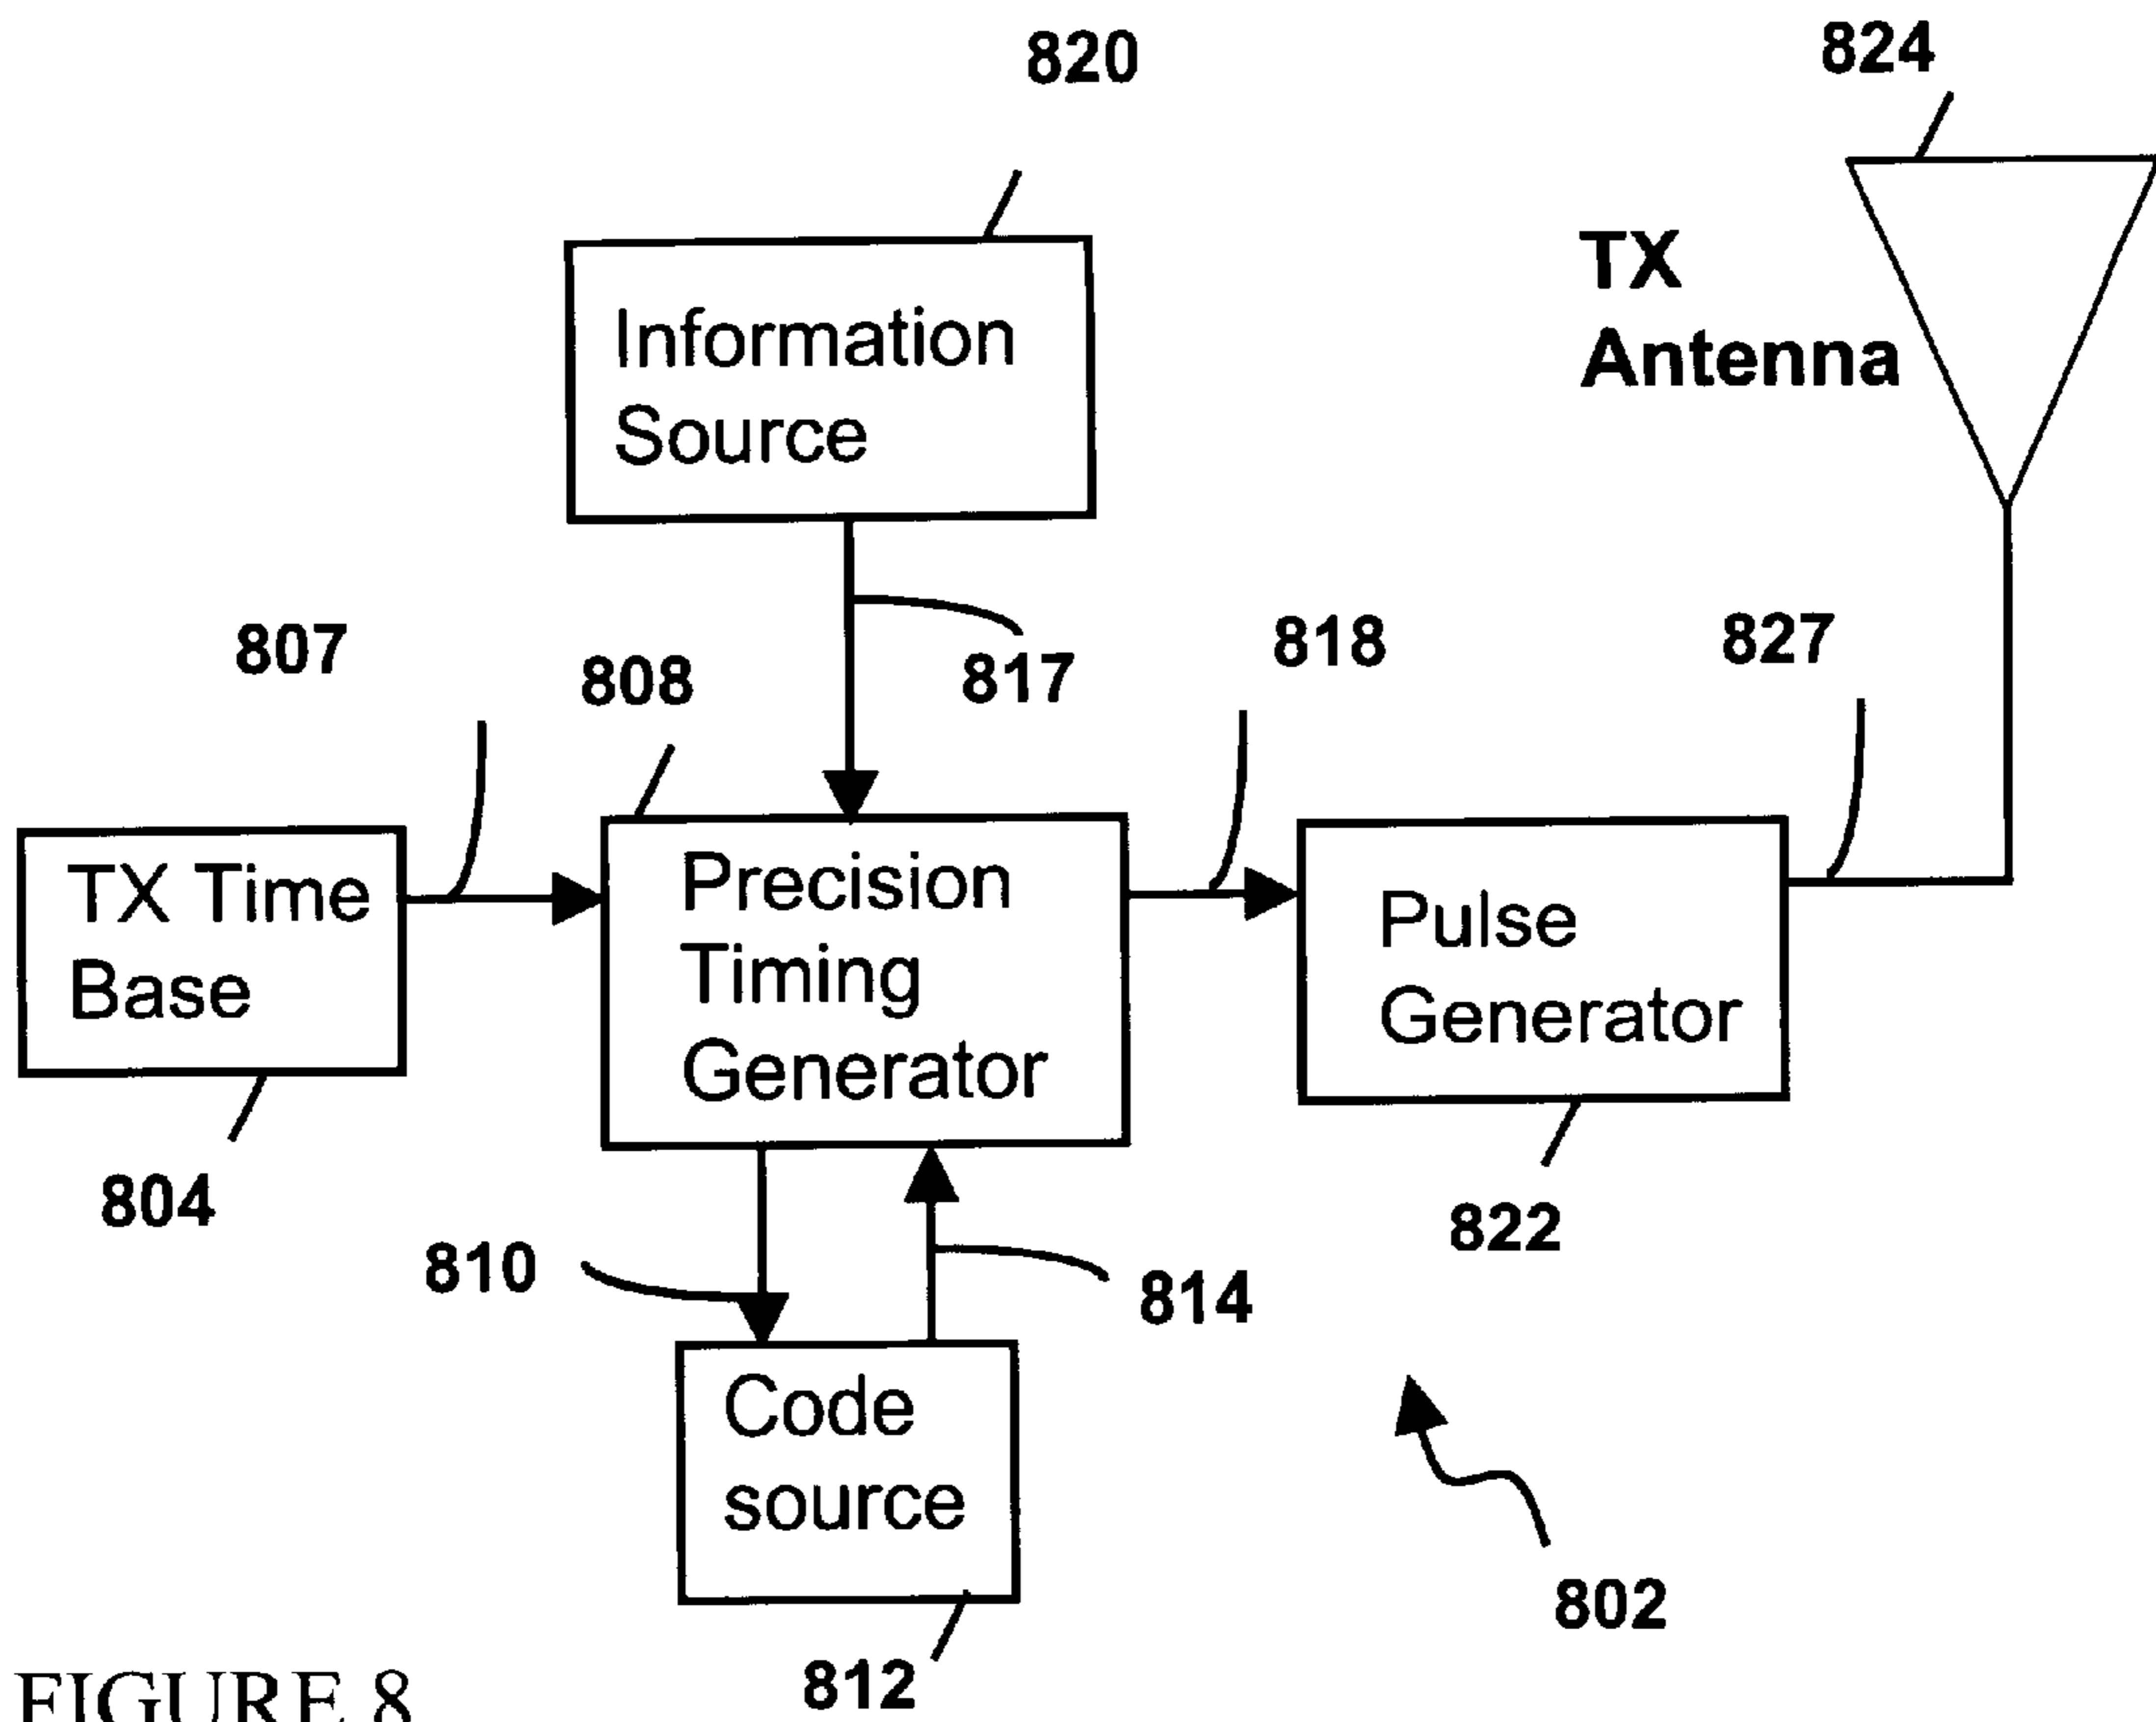 820
824
Information
Source
TX
Antenna
807
808
817
818
827
TX Time
Base
Precision
Timing
Generator
Pulse
Generator
804
810
814
822
Code
source
802
812
FIGURE 8